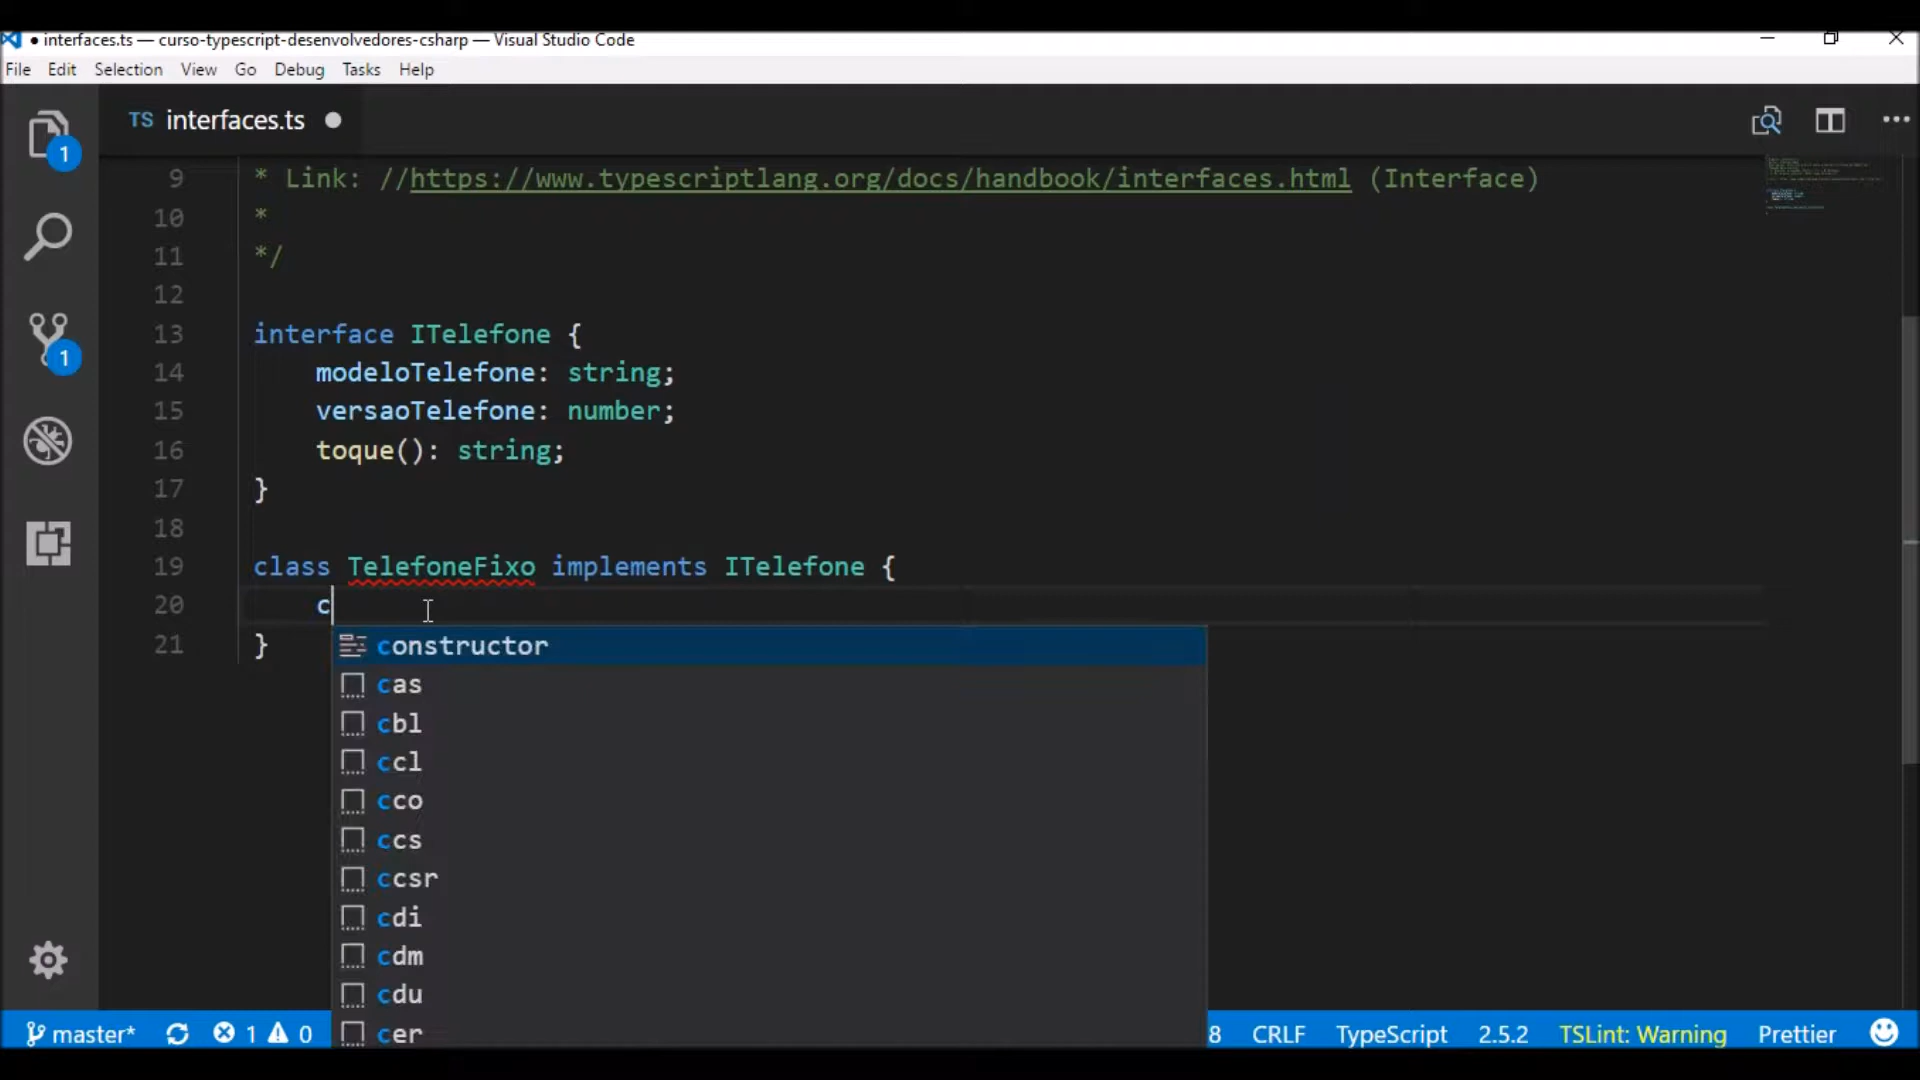 ● interfaces.ts — curso-typescript-desenvolvedores-csharp — Visual Studio Code
File Edit Selection View Go Debug Tasks Help
TS interfaces.ts
9 * Link: //https://www.typescriptlang.org/docs/handbook/interfaces.html (Interface)
10 *
11 */
12
13 interface ITelefone {
14 modeloTelefone: string;
15 versaoTelefone: number;
16 toque(): string;
17 }
18
19 class TelefoneFixo implements ITelefone {
20 c
21 }
constructor
cas
cbl
ccl
cco
ccs
ccsr
cdi
cdm
cdu
cer
1
1
master* 1 0 8 CRLF TypeScript 2.5.2 TSLint: Warning Prettier